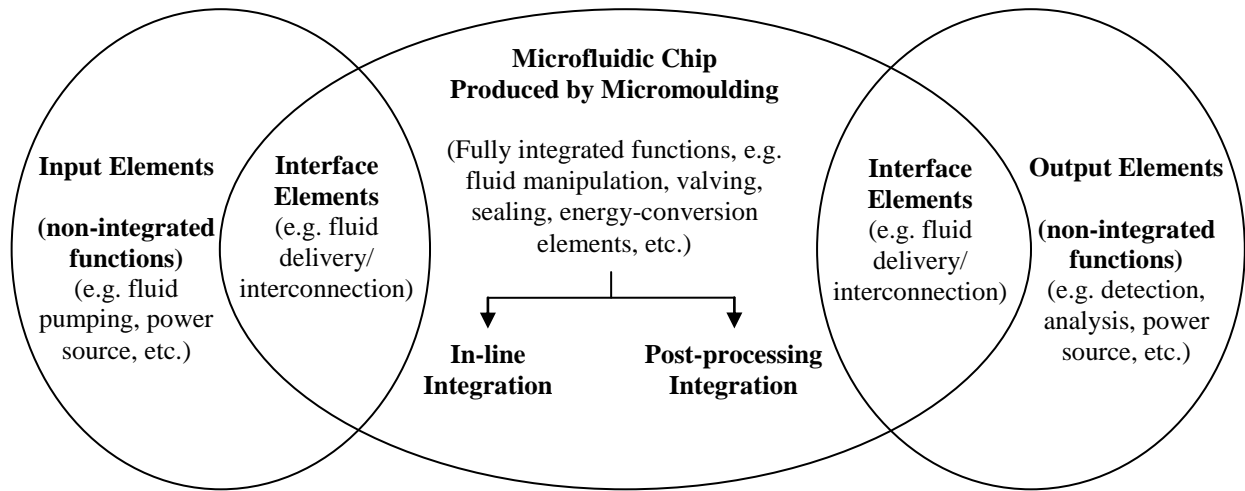 Input Elements
(non-integrated
functions)
(e.g. fluid
pumping, power
source, etc.)
Interface
Elements
(e.g. fluid
delivery/
interconnection)
Microfluidic Chip
Produced by Micromoulding
(Fully integrated functions, e.g.
fluid manipulation, valving,
sealing, energy-conversion
elements, etc.)
In-line
Integration
Post-processing
Integration
Interface
Elements
(e.g. fluid
delivery/
interconnection)
Output Elements
(non-integrated
functions)
(e.g. detection,
analysis, power
source, etc.)